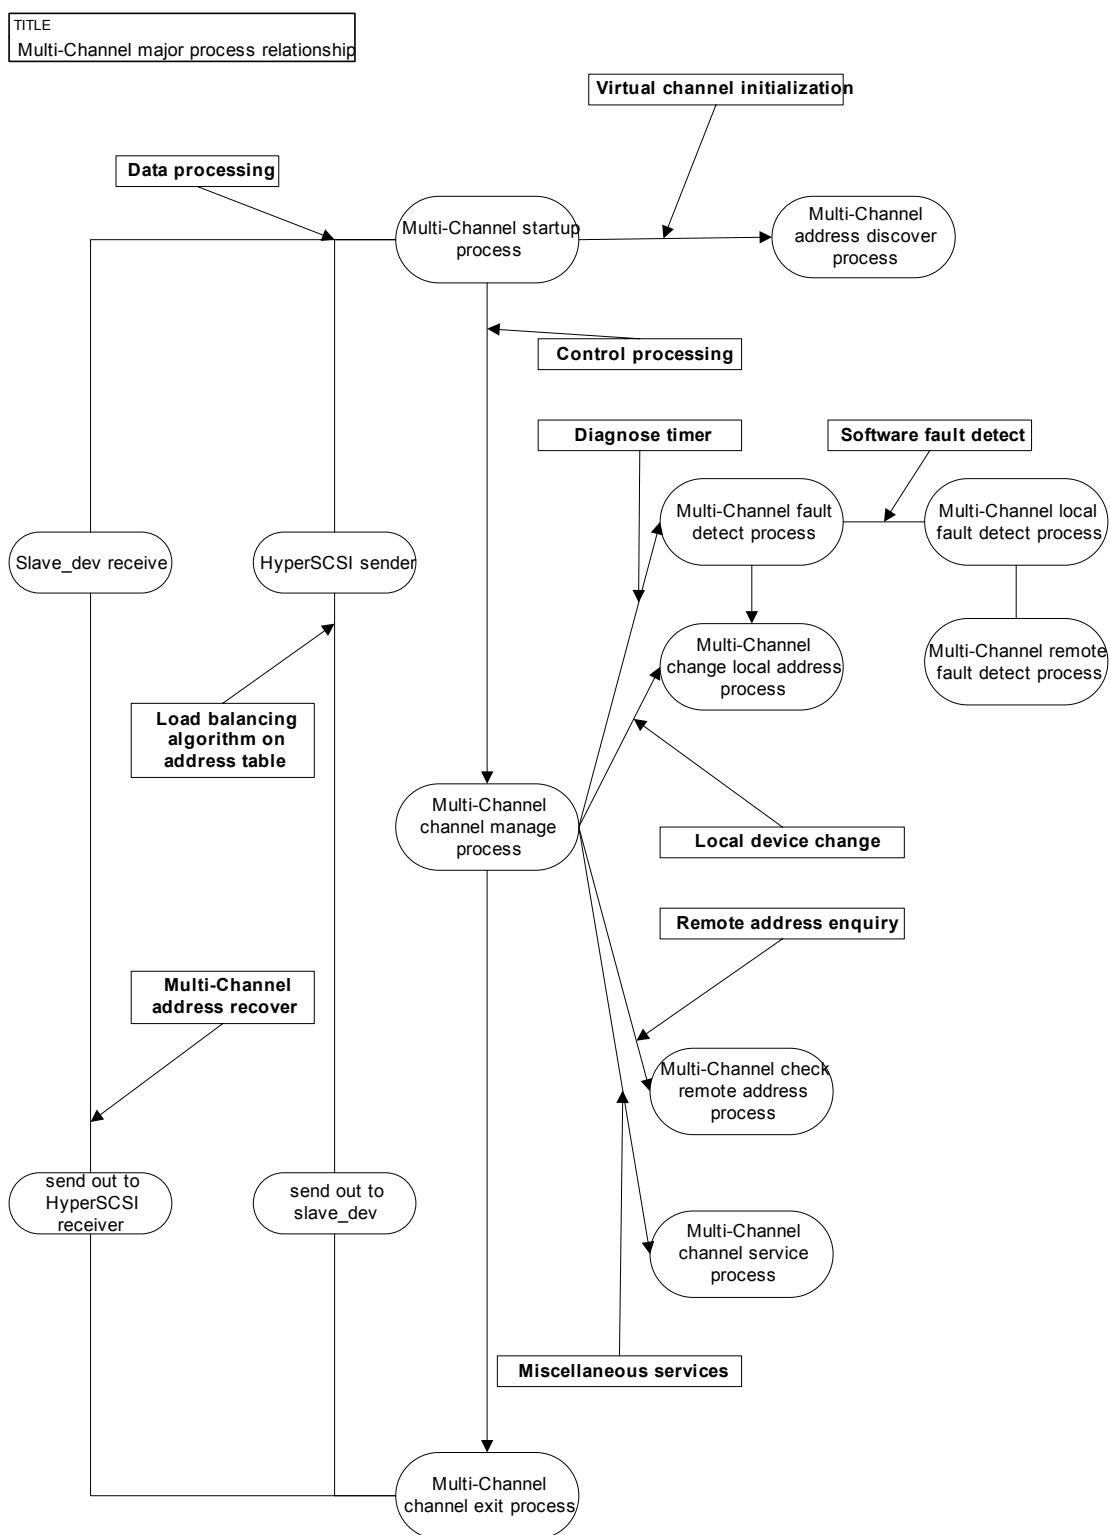 TITLE
Multi-Channel major process relationship
Virtual channel initialization
Data processing
Multi-Channel startup
process
Multi-Channel
address discover
process
Control processing
Diagnose timer
Software fault detect
Multi-Channel fault
detect process
Multi-Channel local
fault detect process
Slave_dev receive
HyperSCSI sender
Multi-Channel
change local address
process
Multi-Channel remote
fault detect process
Load balancing
algorithm on
address table
Multi-Channel
channel manage
process
Local device change
Remote address enquiry
Multi-Channel
address recover
Multi-Channel check
remote address
process
send out to
HyperSCSI
receiver
send out to
slave_dev
Multi-Channel
channel service
process
Miscellaneous services
Multi-Channel
channel exit process